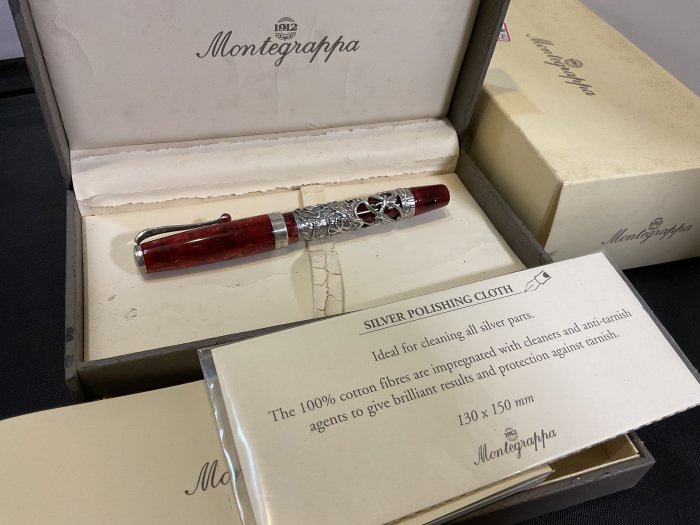 1912
Montegrappa
Montegrappa
1912
Montegrappa
SILVER POLISHING CLOTH
Ideal for cleaning all silver parts.
The 100% cotton fibres are impregnated with cleaners and anti-tarnish
agents to give brilliant results and protection against tarnish.
130 x 150 mm
1912
Montegrappa